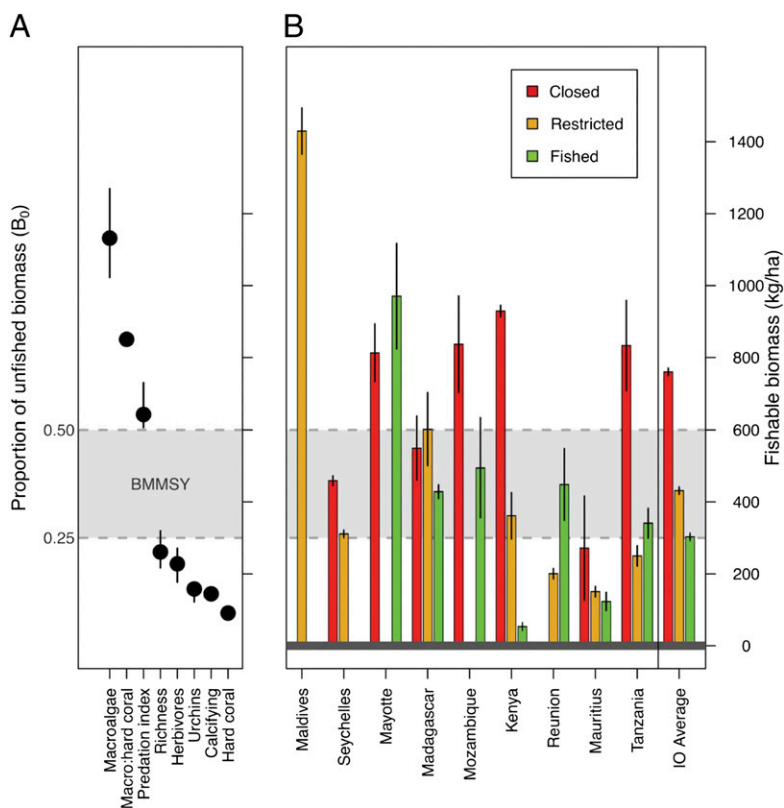 A
B
Proportion of unfished biomass (B0)
0.50
0.25
BMMSY
Macroalgae
Macro:hard coral
Predation index
Richness
Herbivores
Urchins
Calcifying
Hard coral
Closed
Restricted
Fished
Maldives
Seychelles
Mayotte
Madagascar
Mozambique
Kenya
Reunion
Mauritius
Tanzania
IO Average
1400
1200
1000
800
600
400
200
0
Fishable biomass (kg/ha)